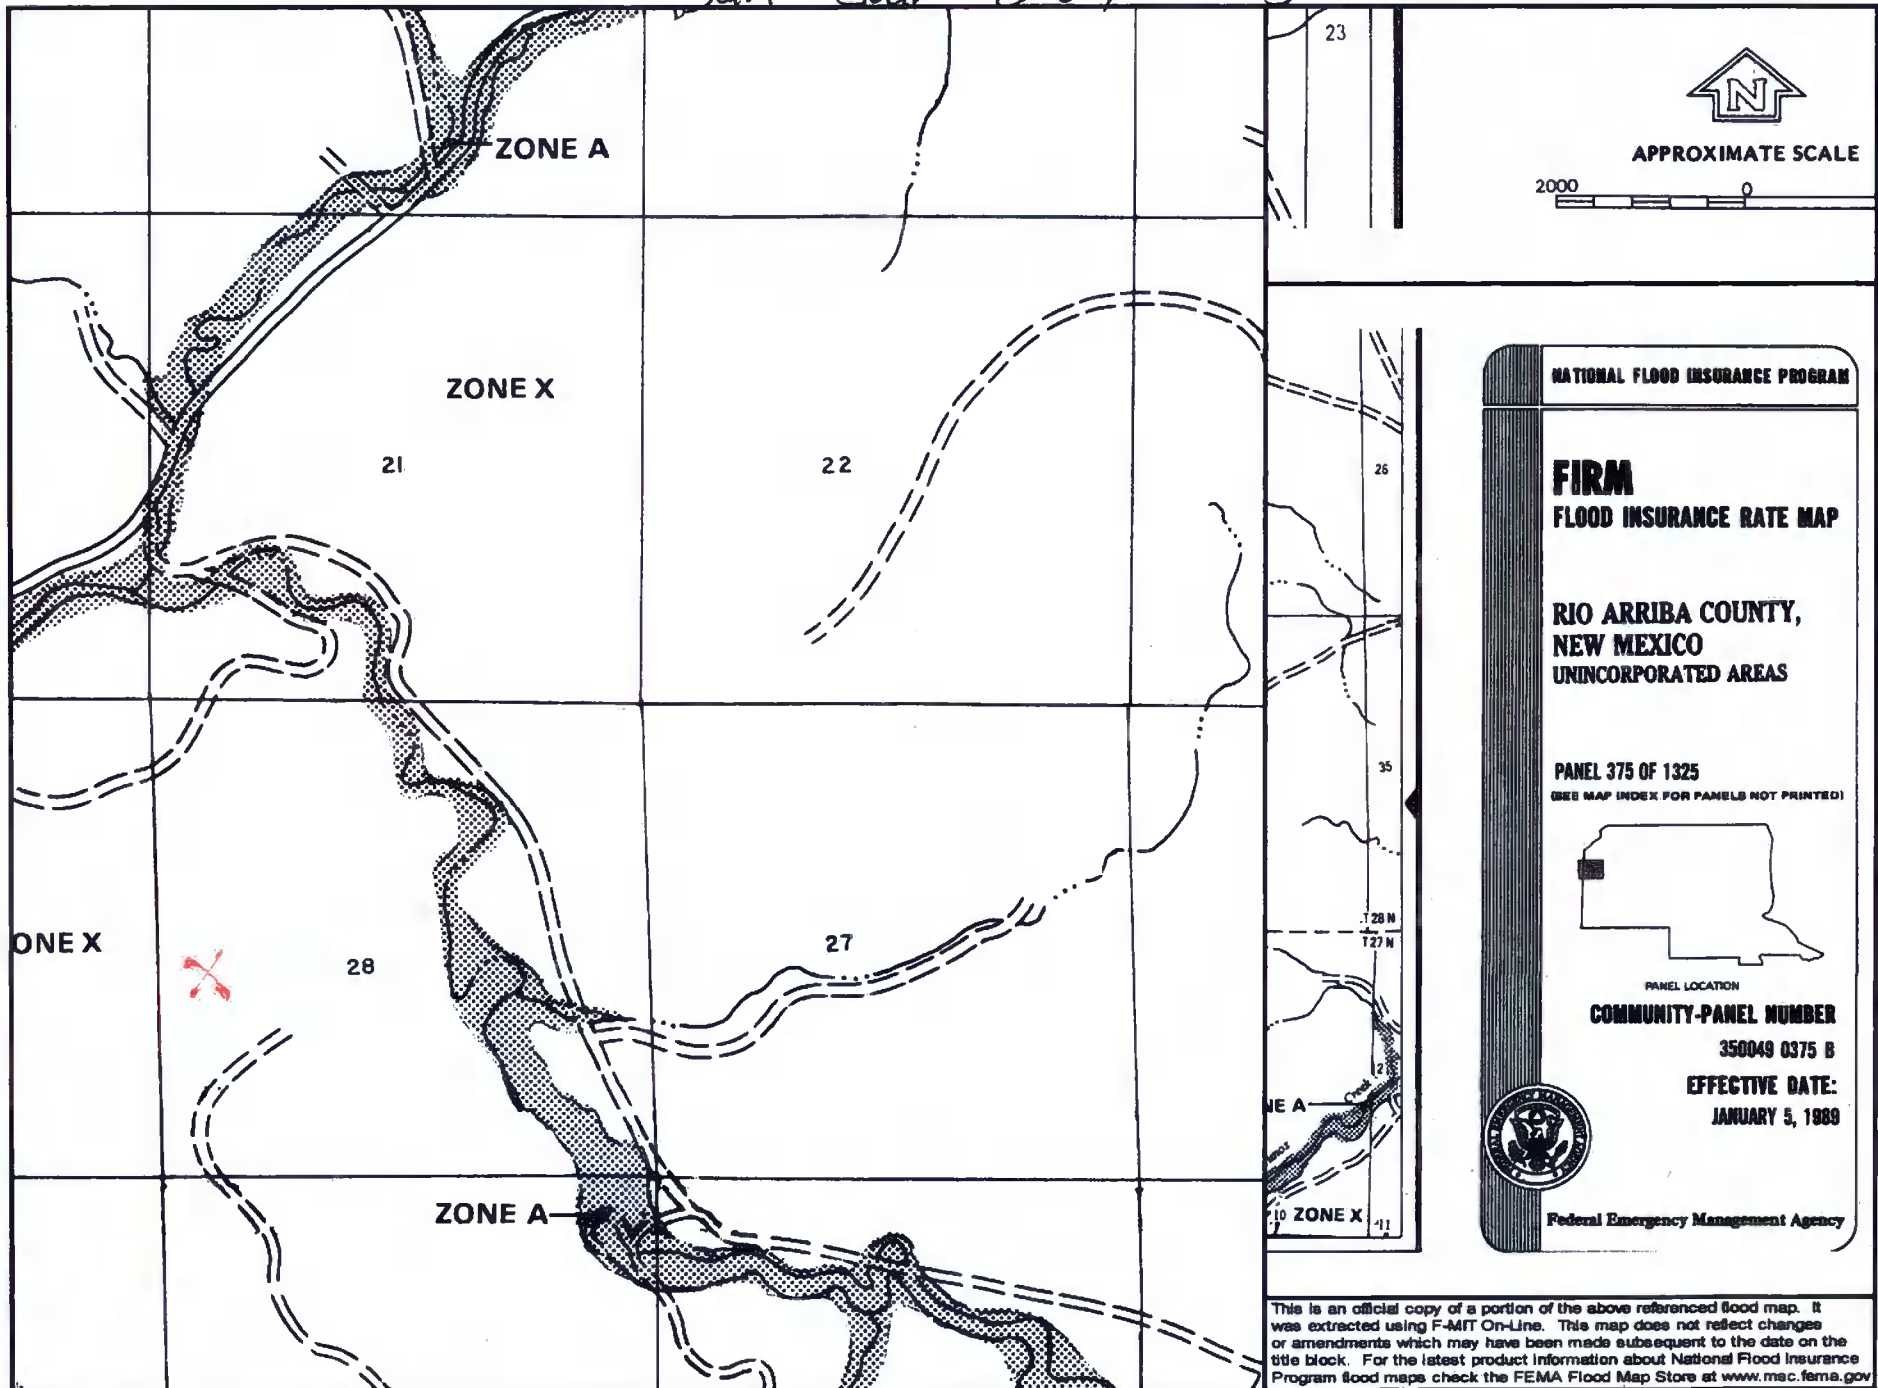 23
N
APPROXIMATE SCALE
2000 0
ZONE A
ZONE X
21
22
ONE X
28
27
ZONE A
26
35
T 28 N
T 27 N
Creek
2
NE A
10 ZONE X 11
NATIONAL FLOOD INSURANCE PROGRAM
FIRM
FLOOD INSURANCE RATE MAP
RIO ARRIBA COUNTY,
NEW MEXICO
UNINCORPORATED AREAS
PANEL 375 OF 1325
(SEE MAP INDEX FOR PANELS NOT PRINTED)
PANEL LOCATION
COMMUNITY-PANEL NUMBER
350049 0375 B
EFFECTIVE DATE:
JANUARY 5, 1989
Federal Emergency Management Agency
This is an official copy of a portion of the above referenced flood map. It
was extracted using F-MIT On-Line. This map does not reflect changes
or amendments which may have been made subsequent to the date on the
title block. For the latest product information about National Flood Insurance
Program flood maps check the FEMA Flood Map Store at www.msc.fema.gov